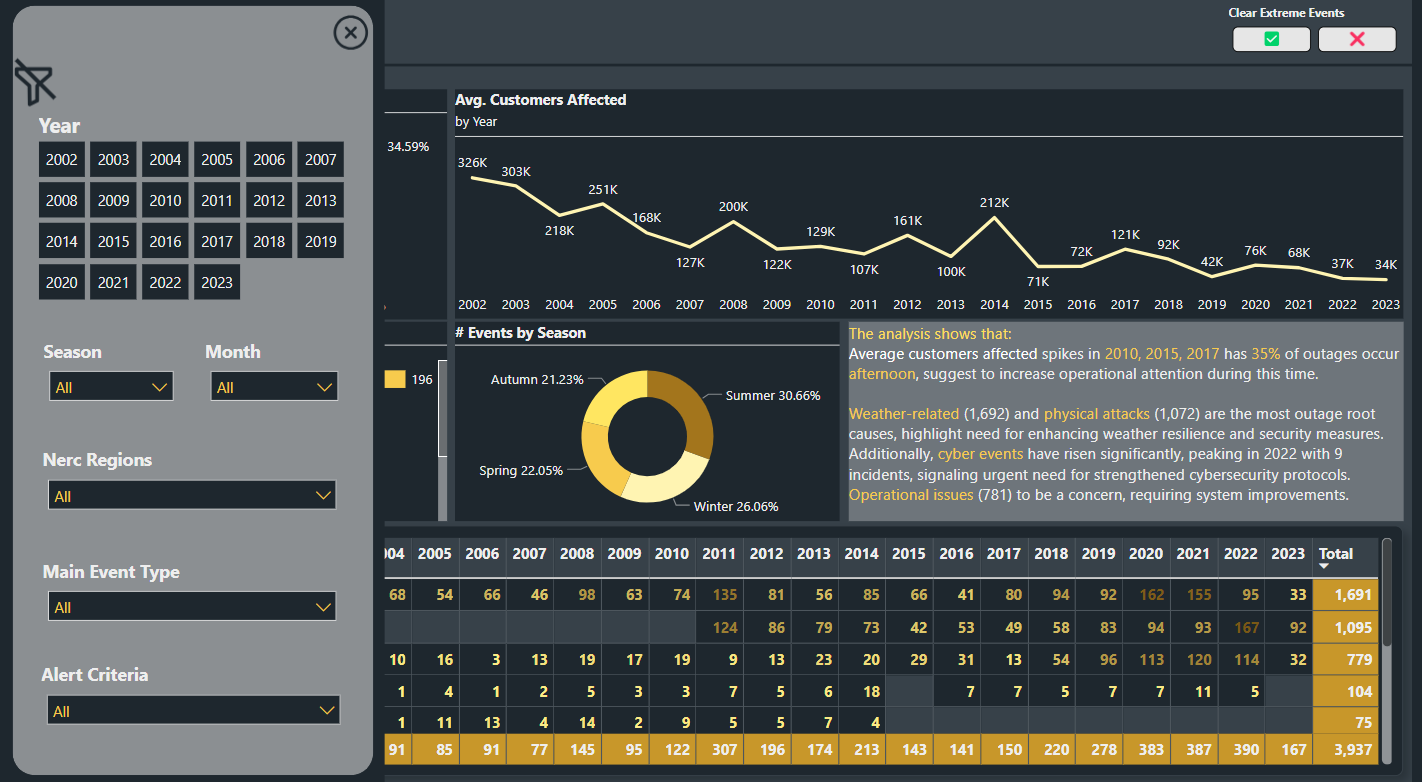 Clear Extreme Events
Year
2002 2003 2004 2005 2006 2007
2008 2009 2010 2011 2012 2013
2014 2015 2016 2017 2018 2019
2020 2021 2022 2023
Season Month
All All
Nerc Regions
All
Main Event Type
All
Alert Criteria
All
34.59%
Avg. Customers Affected
by Year
326K 303K 218K 251K 168K 127K 200K 122K 129K 107K 161K 100K 212K 71K 72K 121K 92K 42K 76K 68K 37K 34K
2002 2003 2004 2005 2006 2007 2008 2009 2010 2011 2012 2013 2014 2015 2016 2017 2018 2019 2020 2021 2022 2023
196
# Events by Season
Autumn 21.23%
Summer 30.66%
Spring 22.05%
Winter 26.06%
The analysis shows that:
Average customers affected spikes in 2010, 2015, 2017 has 35% of outages occur
afternoon, suggest to increase operational attention during this time.
Weather-related (1,692) and physical attacks (1,072) are the most outage root
causes, highlight need for enhancing weather resilience and security measures.
Additionally, cyber events have risen significantly, peaking in 2022 with 9
incidents, signaling urgent need for strengthened cybersecurity protocols.
Operational issues (781) to be a concern, requiring system improvements.
04 2005 2006 2007 2008 2009 2010 2011 2012 2013 2014 2015 2016 2017 2018 2019 2020 2021 2022 2023 Total
68 54 66 46 98 63 74 135 81 56 85 66 41 80 94 92 162 155 95 33 1,691
124 86 79 73 42 53 49 58 83 94 93 167 92 1,095
10 16 3 13 19 17 19 9 13 23 20 29 31 13 54 96 113 120 114 32 779
1 4 1 2 5 3 3 7 5 6 18 7 7 5 7 7 11 5 104
1 11 13 4 14 2 9 5 5 7 4 75
91 85 91 77 145 95 122 307 196 174 213 143 141 150 220 278 383 387 390 167 3,937